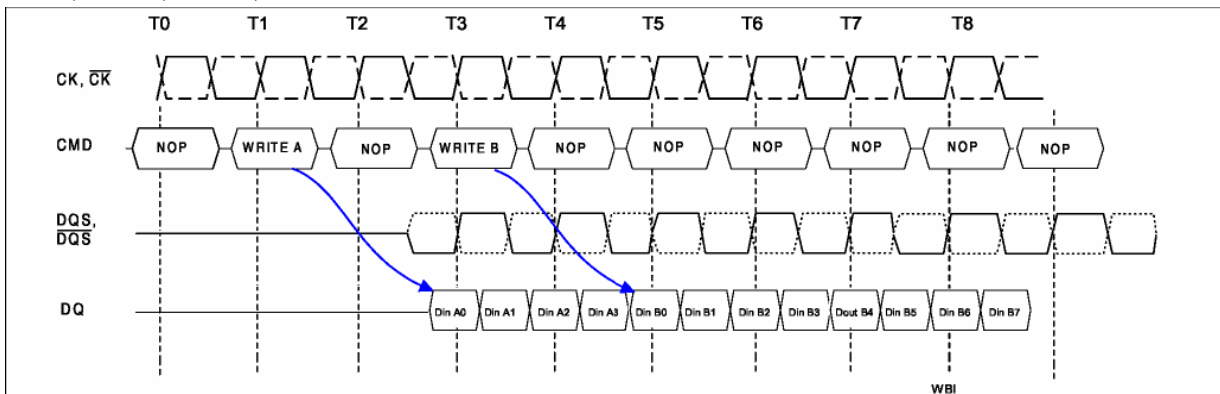 T0 T1 T2 T3 T4 T5 T6 T7 T8
CK, CK
CMD NOP WRITE A NOP WRITE B NOP NOP NOP NOP NOP NOP
DQS,
DQS
DQ Din A0 Din A1 Din A2 Din A3 Din B0 Din B1 Din B2 Din B3 Dout B4 Din B5 Din B6 Din B7
WBI